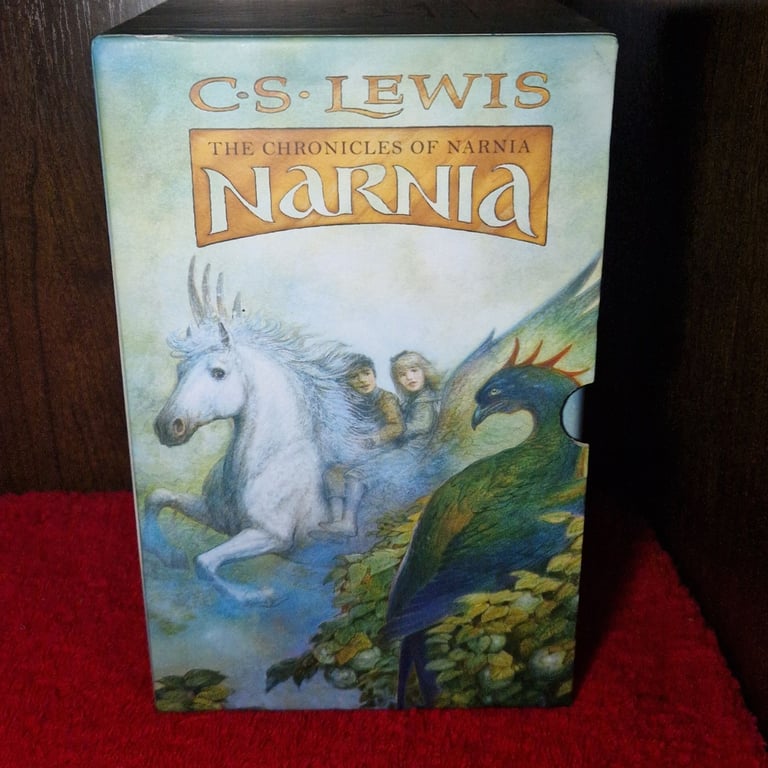 C·S· LEWIS
THE CHRONICLES OF NARNIA
NARNIA